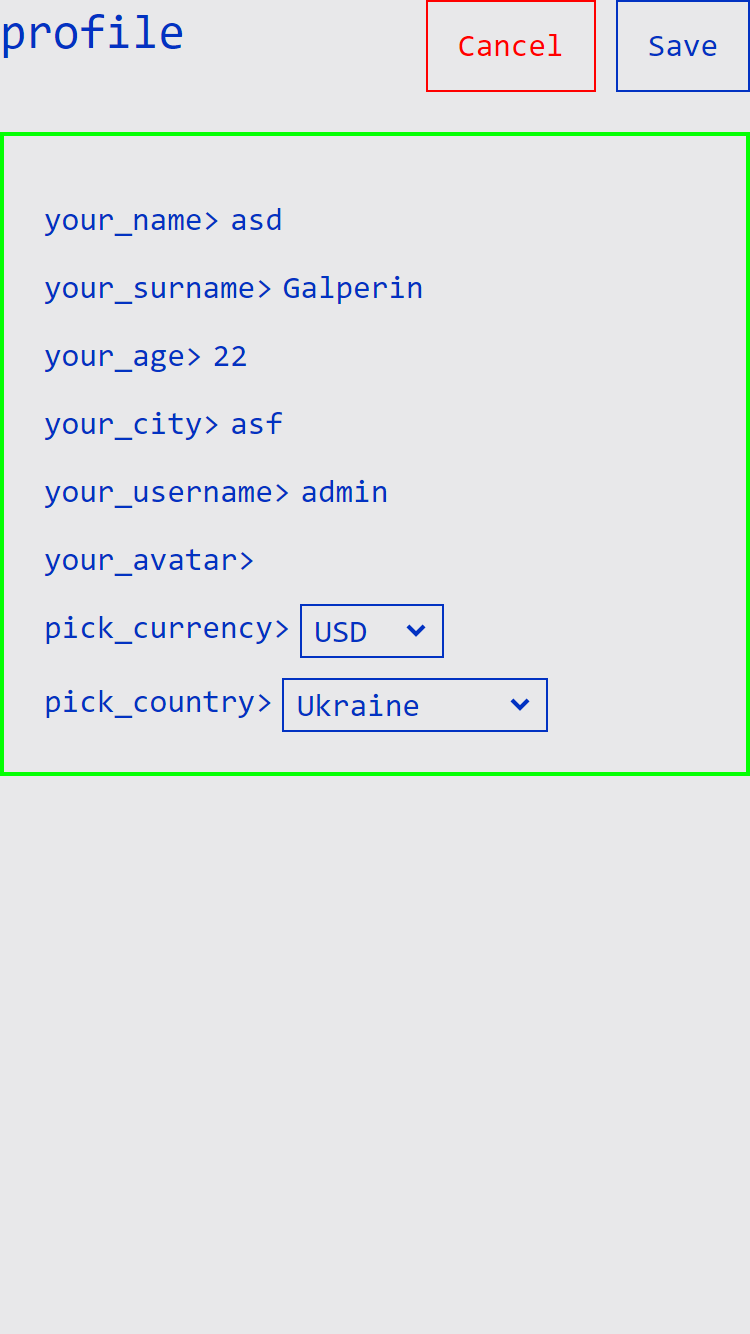 profile
Cancel
Save
your_name> asd
your_surname> Galperin
your_age> 22
your_city> asf
your_username> admin
your_avatar>
pick_currency> USD
pick_country> Ukraine